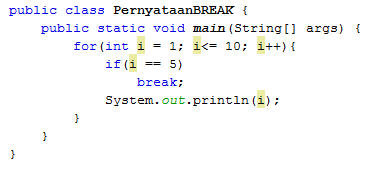 public class PernyataanBREAK {
    public static void main(String[] args) {
        for(int i = 1; i<= 10; i++){
            if(i == 5)
                break;
            System.out.println(i);
        }
    }
}